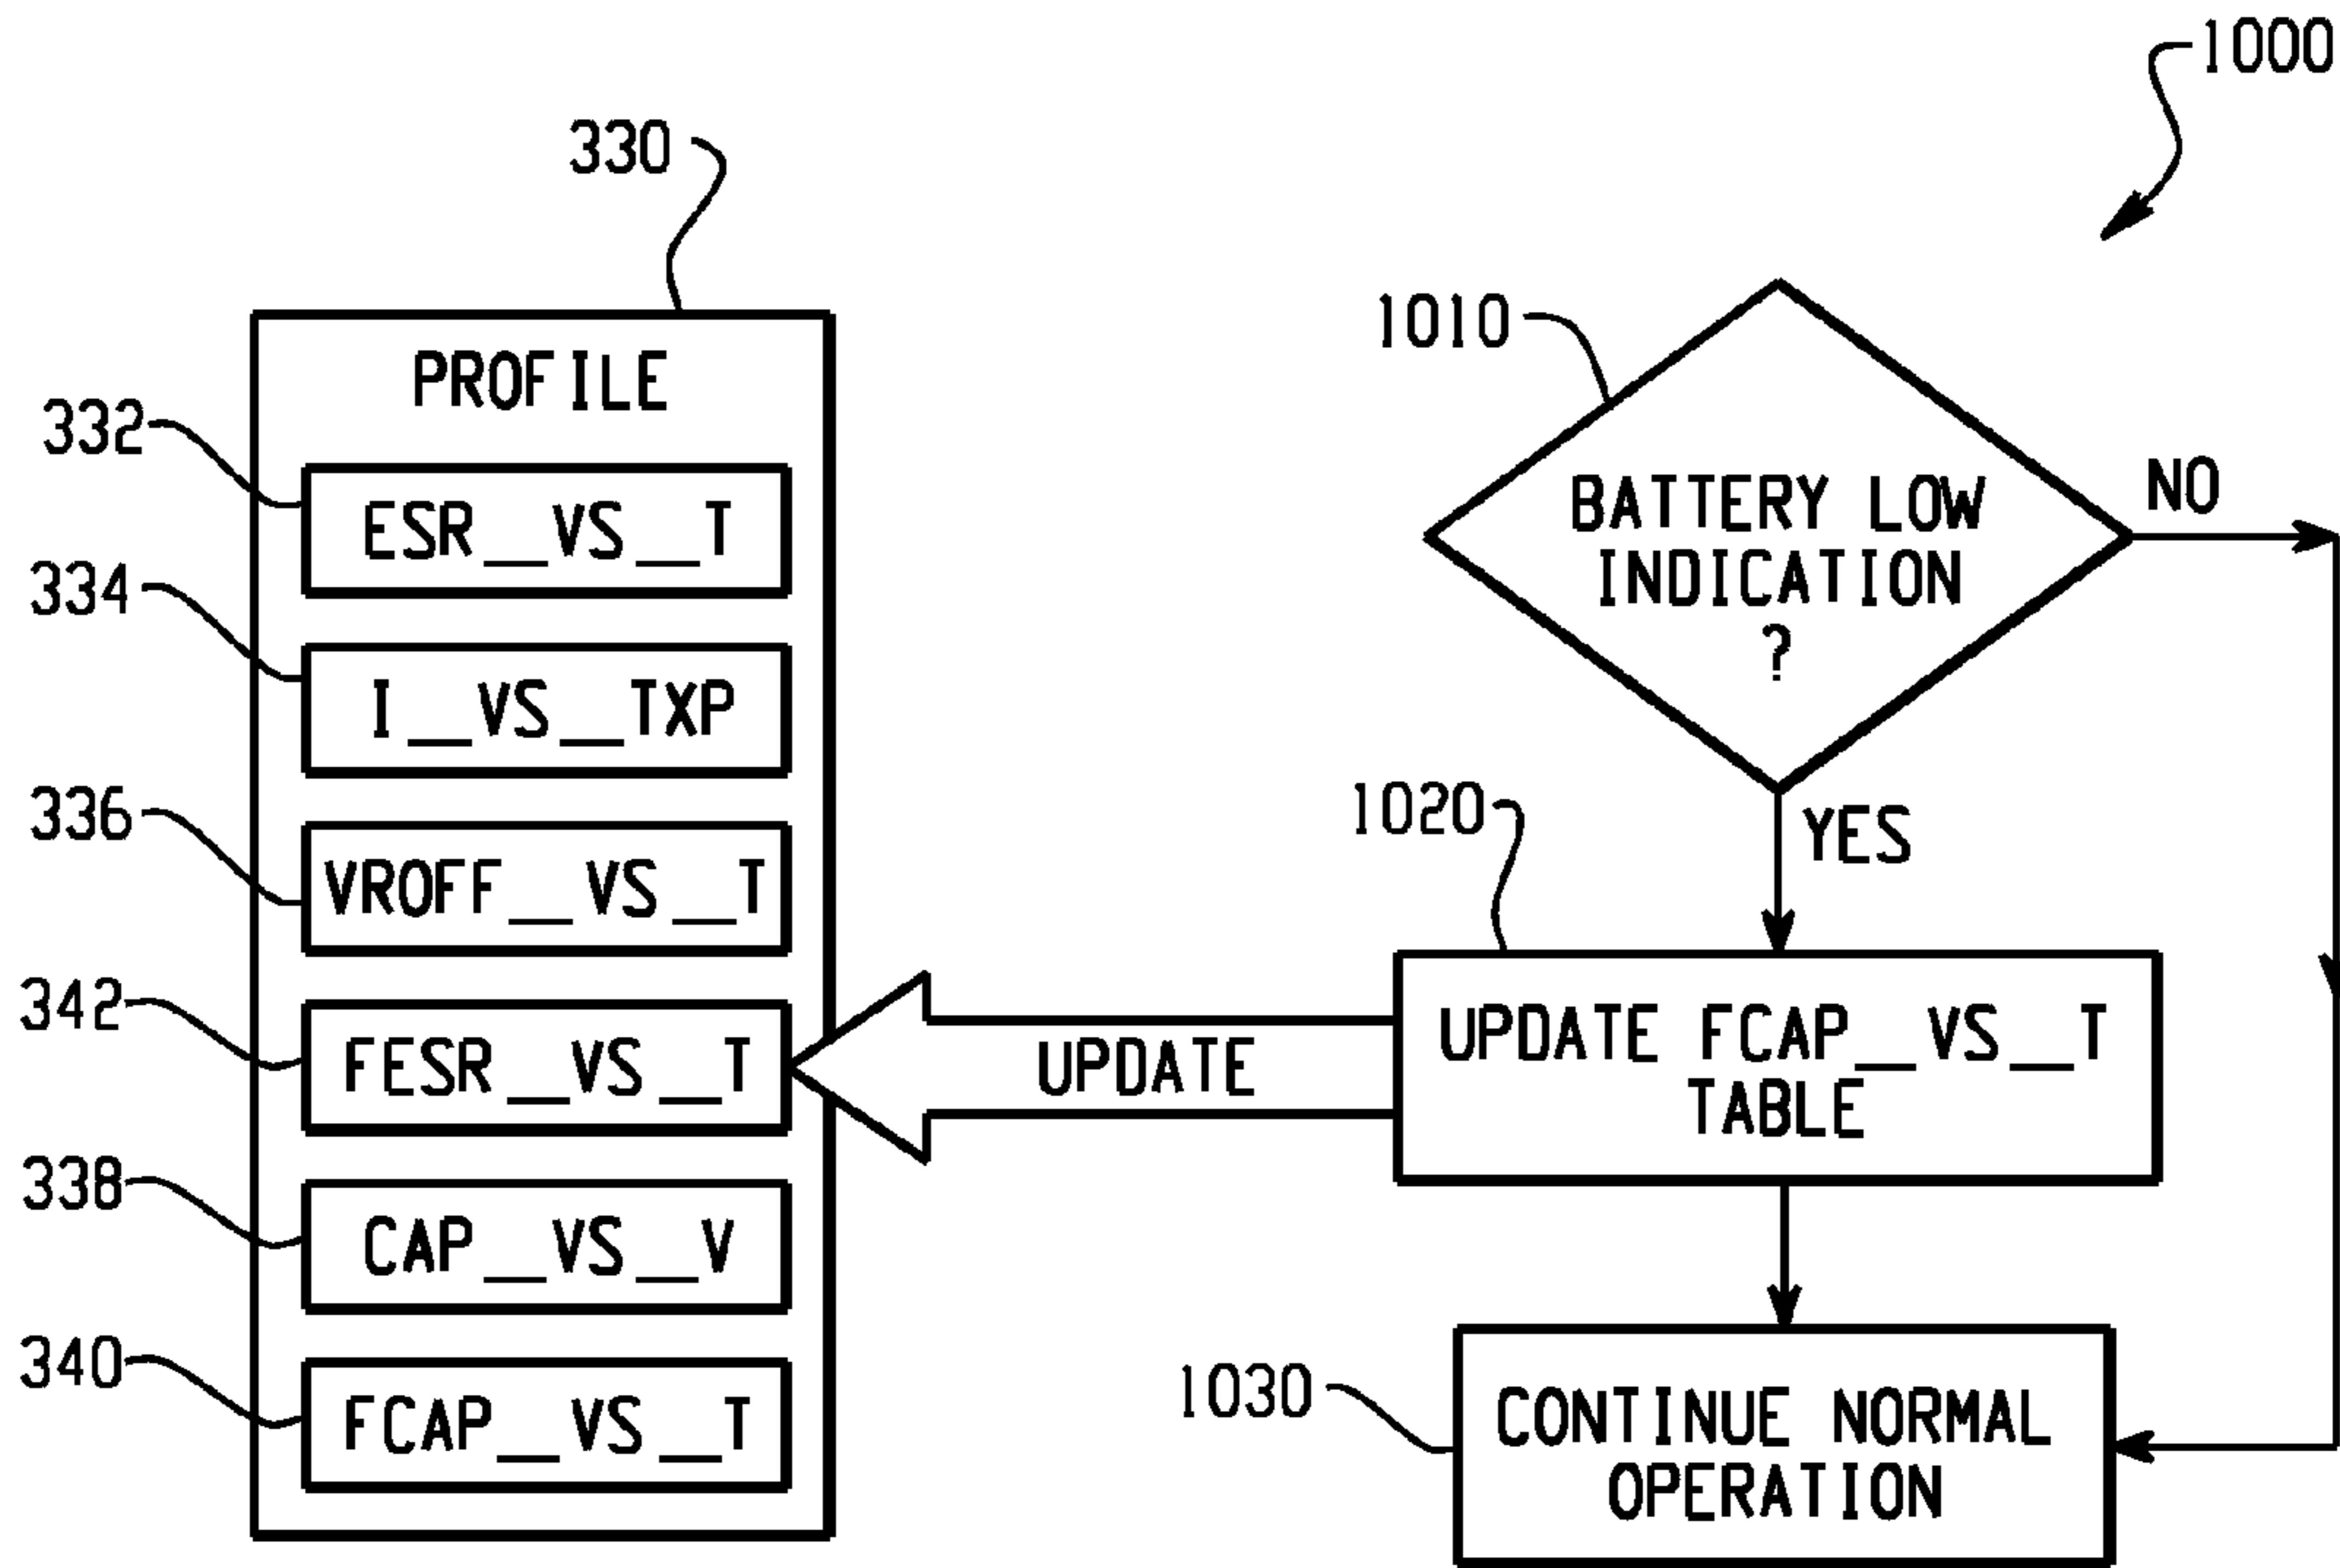 1000
330
PROFILE
332
ESR__VS__T
334
I__VS__TXP
336
VROFF__VS__T
342
FESR__VS__T
338
CAP__VS__V
340
FCAP__VS__T
1010
BATTERY LOW
INDICATION
?
NO
YES
1020
UPDATE FCAP__VS__T
TABLE
UPDATE
1030
CONTINUE NORMAL
OPERATION